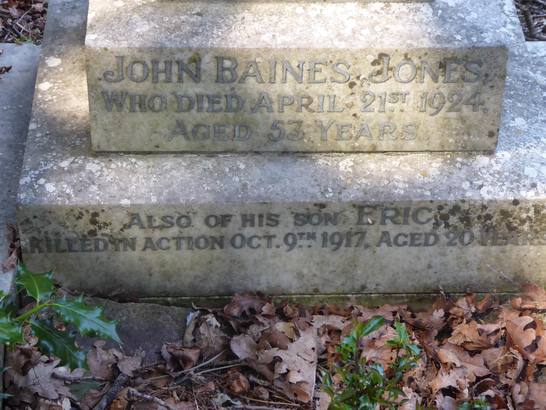 JOHN BAINES JONES
WHO DIED APRIL 21ST 1924.
AGED 53 YEARS
ALSO OF HIS SON ERIC
KILLED IN ACTION OCT. 9TH 1917, AGED 20 YEARS